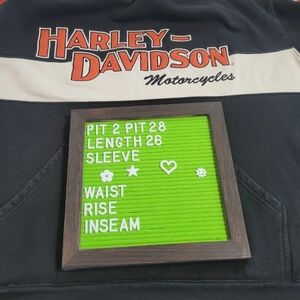 HARLEY-
DAVIDSON
Motorcycles
PIT 2 PIT 28
LENGTH 26
SLEEVE
WAIST
RISE
INSEAM